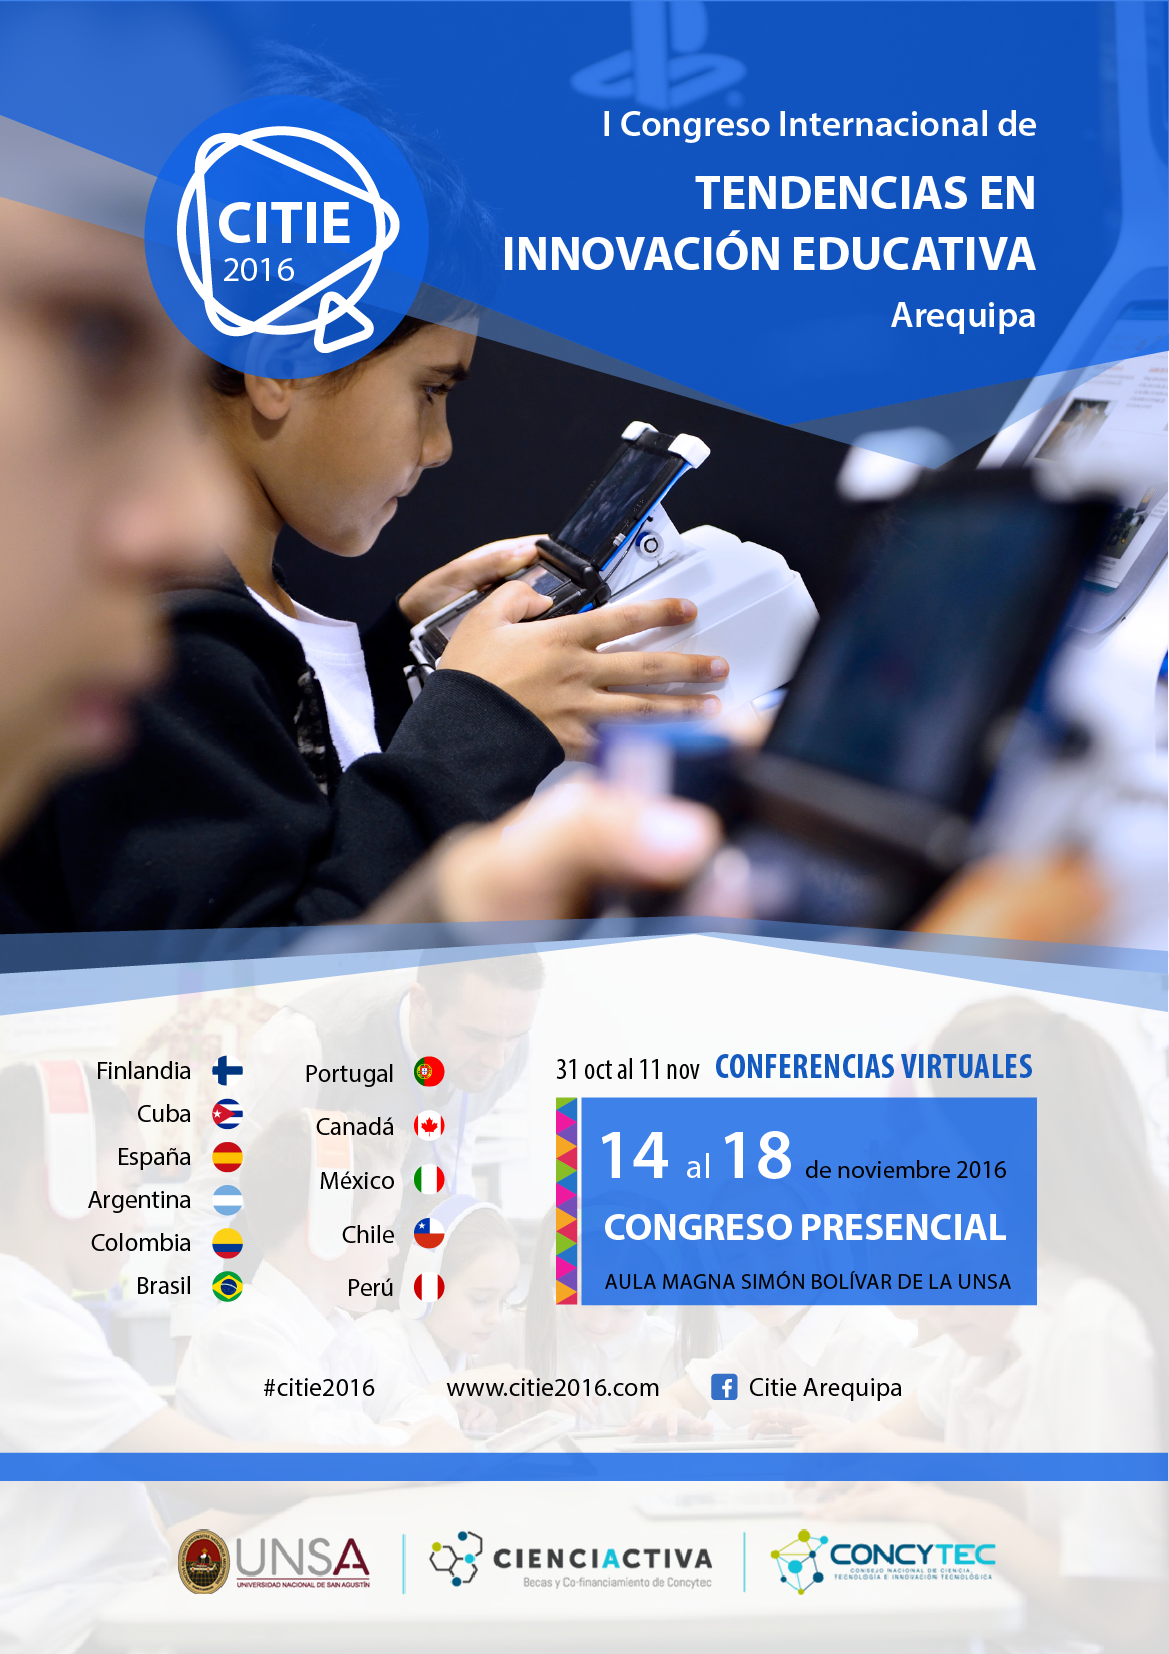 I Congreso Internacional de
TENDENCIAS EN
INNOVACIÓN EDUCATIVA
Arequipa
CITIE
2016
Finlandia
Cuba
España
Argentina
Colombia
Brasil
Portugal
Canadá
México
Chile
Perú
31 oct al 11 nov CONFERENCIAS VIRTUALES
14 al 18 de noviembre 2016
CONGRESO PRESENCIAL
AULA MAGNA SIMÓN BOLÍVAR DE LA UNSA
#citie2016 www.citie2016.com Citie Arequipa
UNSA
UNIVERSIDAD NACIONAL DE SAN AGUSTÍN
CIENCIACTIVA
Becas y Co-financiamiento de Concytec
CONCYTEC
CONSEJO NACIONAL DE CIENCIA,
TECNOLOGÍA E INNOVACIÓN TECNOLÓGICA